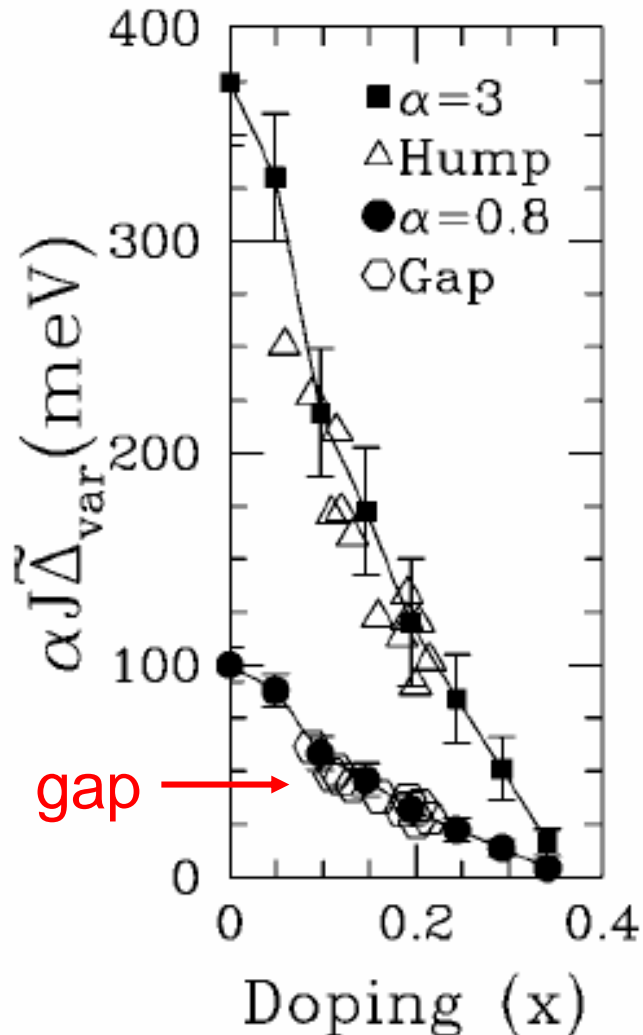 400
300
200
100
0
αJΔ̃var(meV)
■ α=3
△ Hump
● α=0.8
⬡ Gap
gap
0
0.2
0.4
Doping (x)